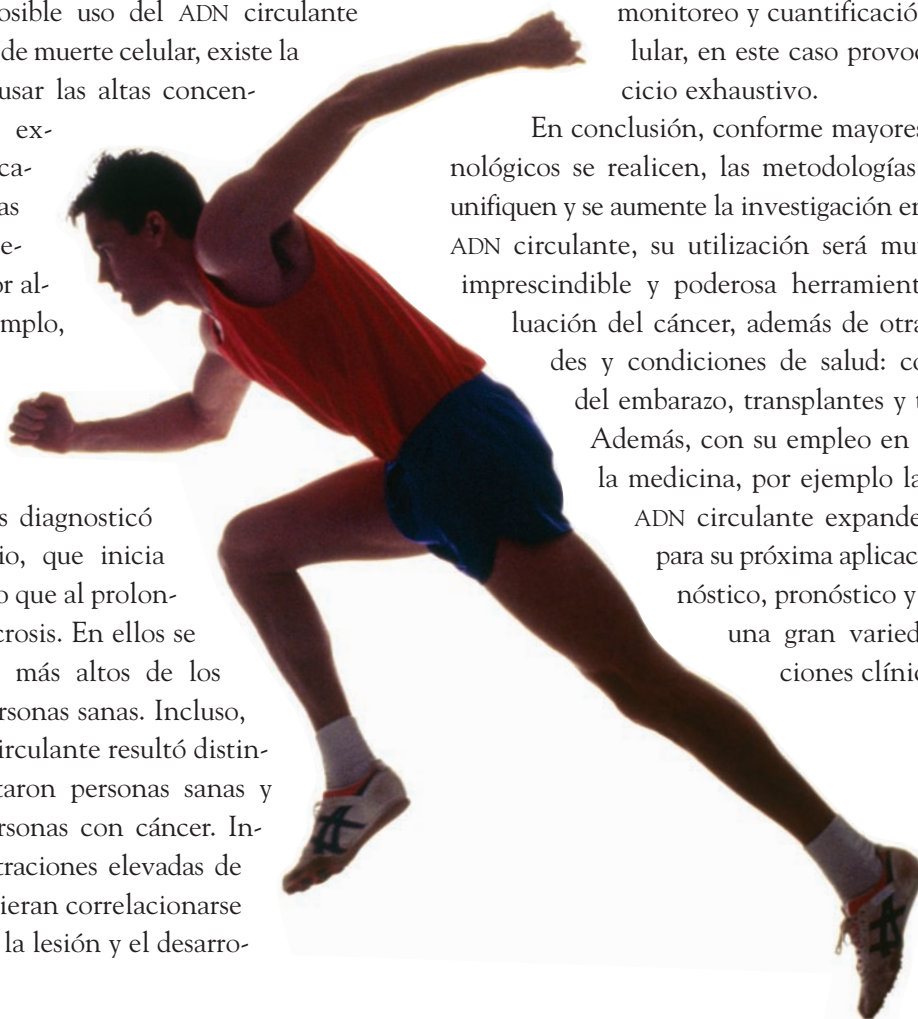 osible uso del ADN circulante
de muerte celular, existe la
usar las altas concen-
ex-
ca-
as
e-
or al-
mplo,
s diagnosticó
io, que inicia
o que al prolon-
crosis. En ellos se
más altos de los
rsonas sanas. Incluso,
irculante resultó distin-
taron personas sanas y
rsonas con cáncer. In-
traciones elevadas de
ieran correlacionarse
la lesión y el desarro-
monitoreo y cuantificació
lular, en este caso provo
cicio exhaustivo.
En conclusión, conforme mayores
nológicos se realicen, las metodologías
unifiquen y se aumente la investigación en
ADN circulante, su utilización será mu
imprescindible y poderosa herramient
luación del cáncer, además de otra
des y condiciones de salud: co
del embarazo, transplantes y t
Además, con su empleo en
la medicina, por ejemplo la
ADN circulante expande
para su próxima aplicac
nóstico, pronóstico y
una gran varied
ciones clínic